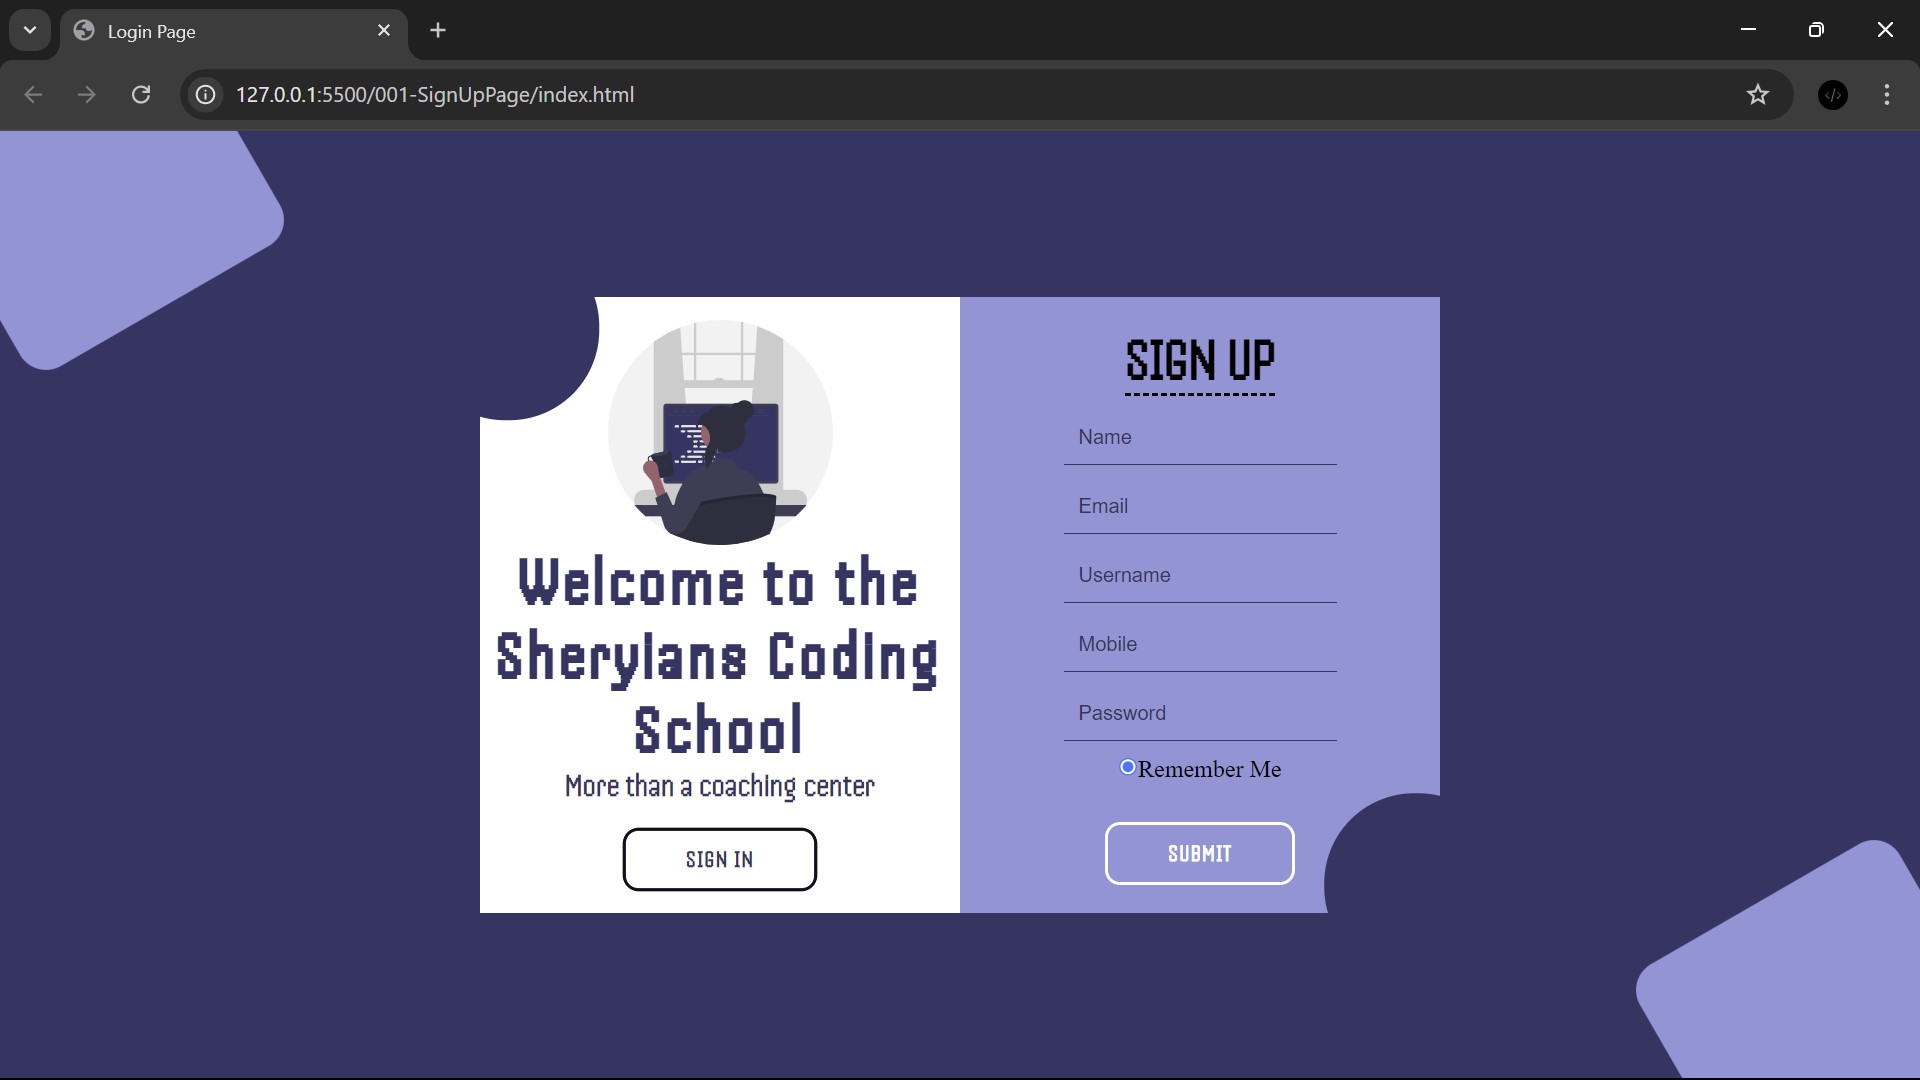 Login Page
127.0.0.1:5500/001-SignUpPage/index.html
Welcome to the
Sheryians Coding
School
More than a coaching center
SIGN IN
SIGN UP
Name
Email
Username
Mobile
Password
Remember Me
SUBMIT